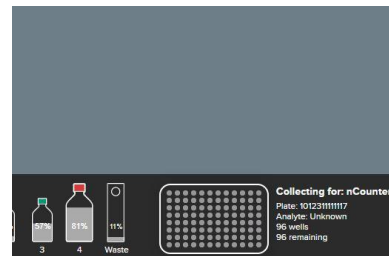 57%
81%
11%
3
4
Waste
Collecting for: nCounter
Plate: 1012311111117
Analyte: Unknown
96 wells
96 remaining